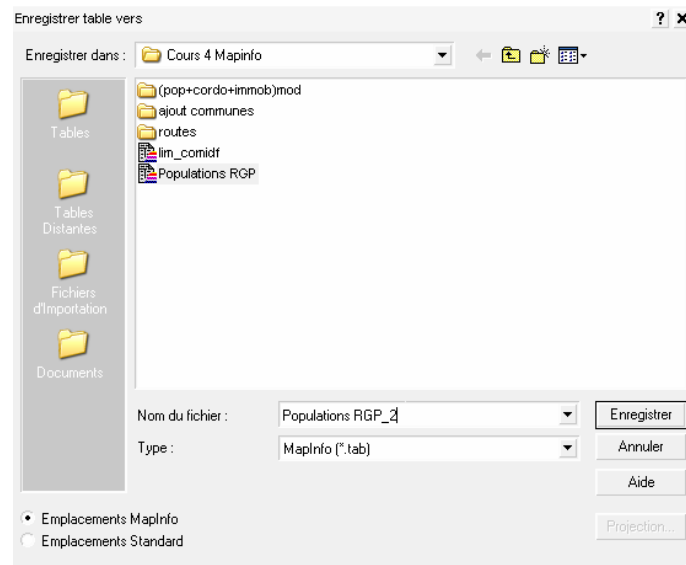 Enregistrer table vers
? X
Enregistrer dans :
Cours 4 Mapinfo
Tables
Tables
Distantes
Fichiers
d'Importation
Documents
(pop+cordo+immob)mod
ajout communes
routes
lim_comidf
Populations RGP
Nom du fichier :
Populations RGP_2
Enregistrer
Type :
MapInfo (*.tab)
Annuler
Aide
Emplacements MapInfo
Emplacements Standard
Projection...